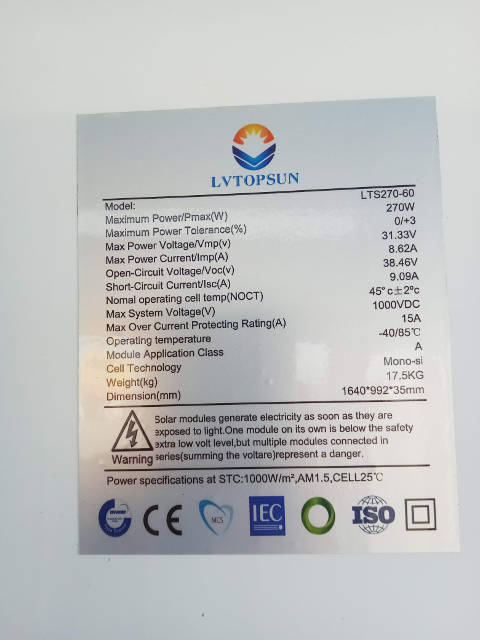 LVTOPSUN
Model: LTS270-60
Maximum Power/Pmax(W) 270W
Maximum Power Tolerance(%) 0/+3
Max Power Voltage/Vmp(v) 31.33V
Max Power Current/Imp(A) 8.62A
Open-Circuit Voltage/Voc(v) 38.46V
Short-Circuit Current/Isc(A) 9.09A
Nomal operating cell temp(NOCT) 45°c±2°c
Max System Voltage(V) 1000VDC
Max Over Current Protecting Rating(A) 15A
Operating temperature -40/85℃
Module Application Class A
Cell Technology Mono-si
Weight(kg) 17.5KG
Dimension(mm) 1640*992*35mm
Solar modules generate electricity as soon as they are
exposed to light.One module on its own is below the safety
extra low volt level,but multiple modules connected in
series(summing the voltare)represent a danger.
Warning
Power specifications at STC:1000W/m²,AM1.5,CELL25℃
CE
MCS
IEC
ISO